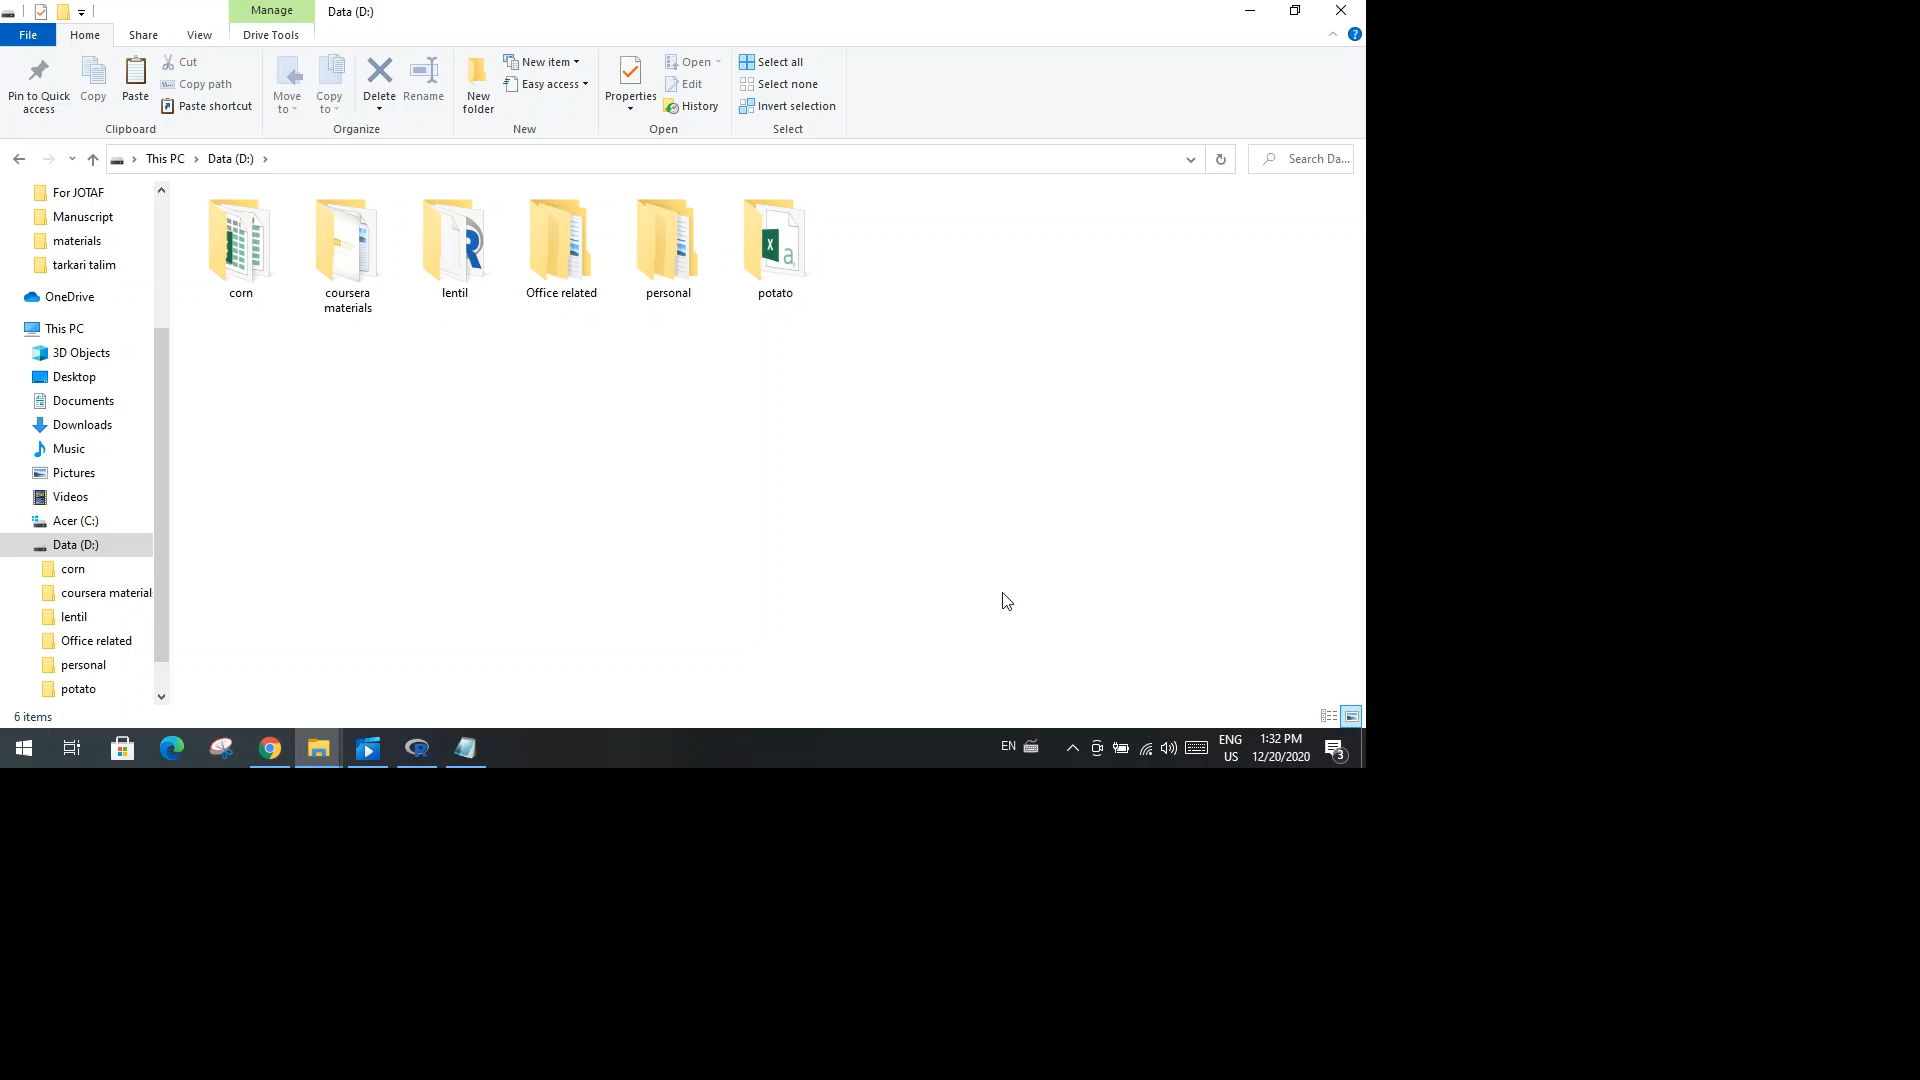 Manage
Data (D:)
File
Home
Share
View
Drive Tools
Pin to Quick access
Copy
Paste
Cut
Copy path
Paste shortcut
Clipboard
Move to
Copy to
Delete
Rename
Organize
New folder
New item
Easy access
New
Properties
Open
Edit
History
Open
Select all
Select none
Invert selection
Select
This PC
Data (D:)
Search Da...
For JOTAF
Manuscript
materials
tarkari talim
OneDrive
This PC
3D Objects
Desktop
Documents
Downloads
Music
Pictures
Videos
Acer (C:)
Data (D:)
corn
coursera material
lentil
Office related
personal
potato
corn
coursera
materials
lentil
Office related
personal
potato
6 items
EN
ENG
US
1:32 PM
12/20/2020
3